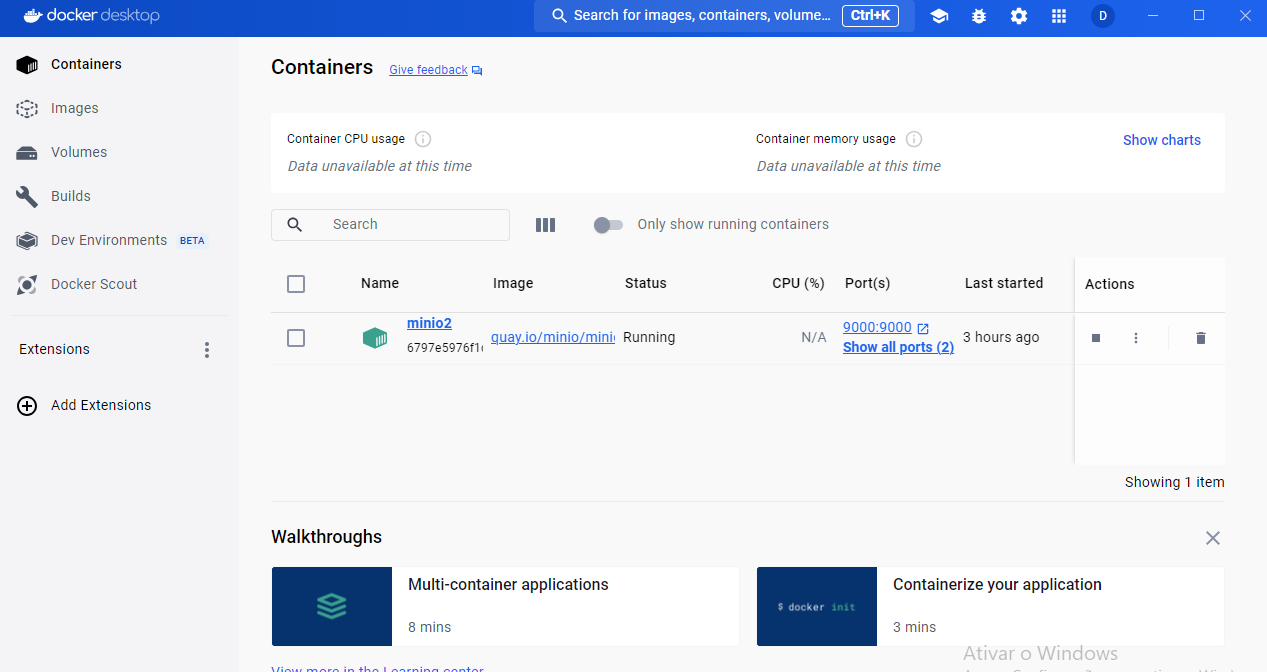 docker desktop
Search for images, containers, volume... Ctrl+K
D
Containers
Images
Volumes
Builds
Dev Environments BETA
Docker Scout
Extensions
Add Extensions
Containers Give feedback
Container CPU usage
Data unavailable at this time
Container memory usage
Data unavailable at this time
Show charts
Search
Only show running containers
Name Image Status CPU (%) Port(s) Last started Actions
minio2
6797e5976f1
quay.io/minio/mini
Running
N/A
9000:9000
Show all ports (2)
3 hours ago
Showing 1 item
Walkthroughs
Multi-container applications
8 mins
$ docker init
Containerize your application
3 mins
View more in the Learning center
Ativar o Windows